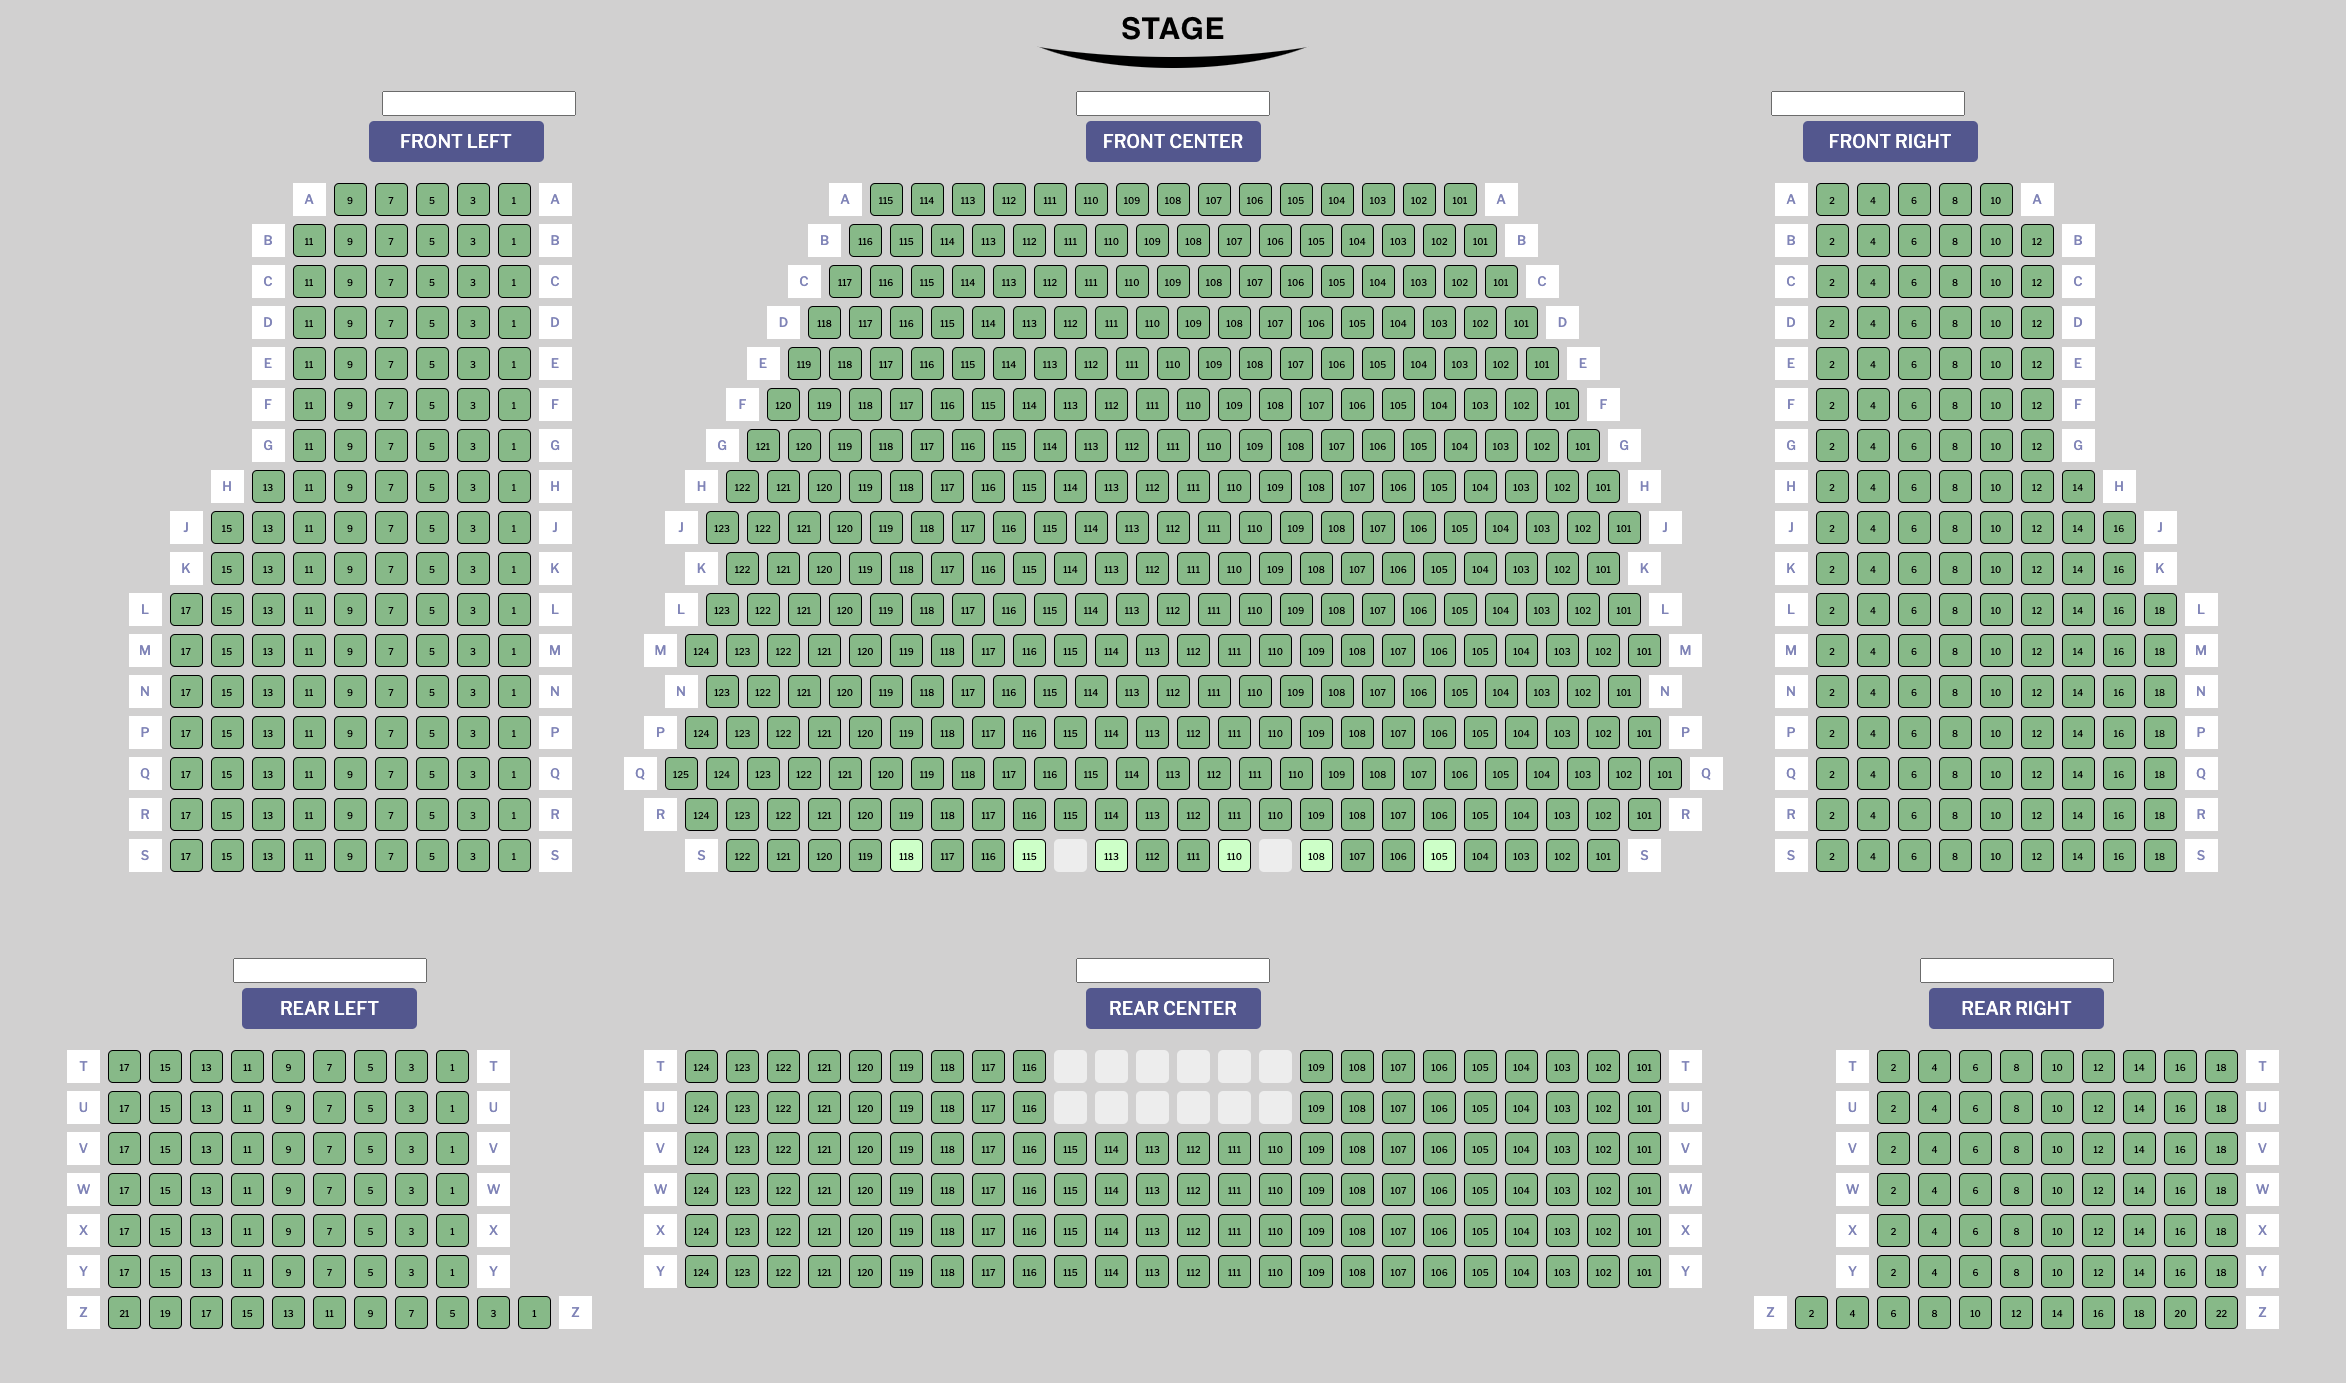 STAGE
FRONT LEFT
A 9 7 5 3 1 A
B 11 9 7 5 3 1 B
C 11 9 7 5 3 1 C
D 11 9 7 5 3 1 D
E 11 9 7 5 3 1 E
F 11 9 7 5 3 1 F
G 11 9 7 5 3 1 G
H 13 11 9 7 5 3 1 H
J 15 13 11 9 7 5 3 1 J
K 15 13 11 9 7 5 3 1 K
L 17 15 13 11 9 7 5 3 1 L
M 17 15 13 11 9 7 5 3 1 M
N 17 15 13 11 9 7 5 3 1 N
P 17 15 13 11 9 7 5 3 1 P
Q 17 15 13 11 9 7 5 3 1 Q
R 17 15 13 11 9 7 5 3 1 R
S 17 15 13 11 9 7 5 3 1 S
FRONT CENTER
A 115 114 113 112 111 110 109 108 107 106 105 104 103 102 101 A
B 116 115 114 113 112 111 110 109 108 107 106 105 104 103 102 101 B
C 117 116 115 114 113 112 111 110 109 108 107 106 105 104 103 102 101 C
D 118 117 116 115 114 113 112 111 110 109 108 107 106 105 104 103 102 101 D
E 119 118 117 116 115 114 113 112 111 110 109 108 107 106 105 104 103 102 101 E
F 120 119 118 117 116 115 114 113 112 111 110 109 108 107 106 105 104 103 102 101 F
G 121 120 119 118 117 116 115 114 113 112 111 110 109 108 107 106 105 104 103 102 101 G
H 122 121 120 119 118 117 116 115 114 113 112 111 110 109 108 107 106 105 104 103 102 101 H
J 123 122 121 120 119 118 117 116 115 114 113 112 111 110 109 108 107 106 105 104 103 102 101 J
K 122 121 120 119 118 117 116 115 114 113 112 111 110 109 108 107 106 105 104 103 102 101 K
L 123 122 121 120 119 118 117 116 115 114 113 112 111 110 109 108 107 106 105 104 103 102 101 L
M 124 123 122 121 120 119 118 117 116 115 114 113 112 111 110 109 108 107 106 105 104 103 102 101 M
N 123 122 121 120 119 118 117 116 115 114 113 112 111 110 109 108 107 106 105 104 103 102 101 N
P 124 123 122 121 120 119 118 117 116 115 114 113 112 111 110 109 108 107 106 105 104 103 102 101 P
Q 125 124 123 122 121 120 119 118 117 116 115 114 113 112 111 110 109 108 107 106 105 104 103 102 101 Q
R 124 123 122 121 120 119 118 117 116 115 114 113 112 111 110 109 108 107 106 105 104 103 102 101 R
S 122 121 120 119 118 117 116 115 113 112 111 110 108 107 106 105 104 103 102 101 S
FRONT RIGHT
A 2 4 6 8 10 A
B 2 4 6 8 10 12 B
C 2 4 6 8 10 12 C
D 2 4 6 8 10 12 D
E 2 4 6 8 10 12 E
F 2 4 6 8 10 12 F
G 2 4 6 8 10 12 G
H 2 4 6 8 10 12 14 H
J 2 4 6 8 10 12 14 16 J
K 2 4 6 8 10 12 14 16 K
L 2 4 6 8 10 12 14 16 18 L
M 2 4 6 8 10 12 14 16 18 M
N 2 4 6 8 10 12 14 16 18 N
P 2 4 6 8 10 12 14 16 18 P
Q 2 4 6 8 10 12 14 16 18 Q
R 2 4 6 8 10 12 14 16 18 R
S 2 4 6 8 10 12 14 16 18 S
REAR LEFT
T 17 15 13 11 9 7 5 3 1 T
U 17 15 13 11 9 7 5 3 1 U
V 17 15 13 11 9 7 5 3 1 V
W 17 15 13 11 9 7 5 3 1 W
X 17 15 13 11 9 7 5 3 1 X
Y 17 15 13 11 9 7 5 3 1 Y
Z 21 19 17 15 13 11 9 7 5 3 1 Z
REAR CENTER
T 124 123 122 121 120 119 118 117 116 109 108 107 106 105 104 103 102 101 T
U 124 123 122 121 120 119 118 117 116 109 108 107 106 105 104 103 102 101 U
V 124 123 122 121 120 119 118 117 116 115 114 113 112 111 110 109 108 107 106 105 104 103 102 101 V
W 124 123 122 121 120 119 118 117 116 115 114 113 112 111 110 109 108 107 106 105 104 103 102 101 W
X 124 123 122 121 120 119 118 117 116 115 114 113 112 111 110 109 108 107 106 105 104 103 102 101 X
Y 124 123 122 121 120 119 118 117 116 115 114 113 112 111 110 109 108 107 106 105 104 103 102 101 Y
REAR RIGHT
T 2 4 6 8 10 12 14 16 18 T
U 2 4 6 8 10 12 14 16 18 U
V 2 4 6 8 10 12 14 16 18 V
W 2 4 6 8 10 12 14 16 18 W
X 2 4 6 8 10 12 14 16 18 X
Y 2 4 6 8 10 12 14 16 18 Y
Z 2 4 6 8 10 12 14 16 18 20 22 Z